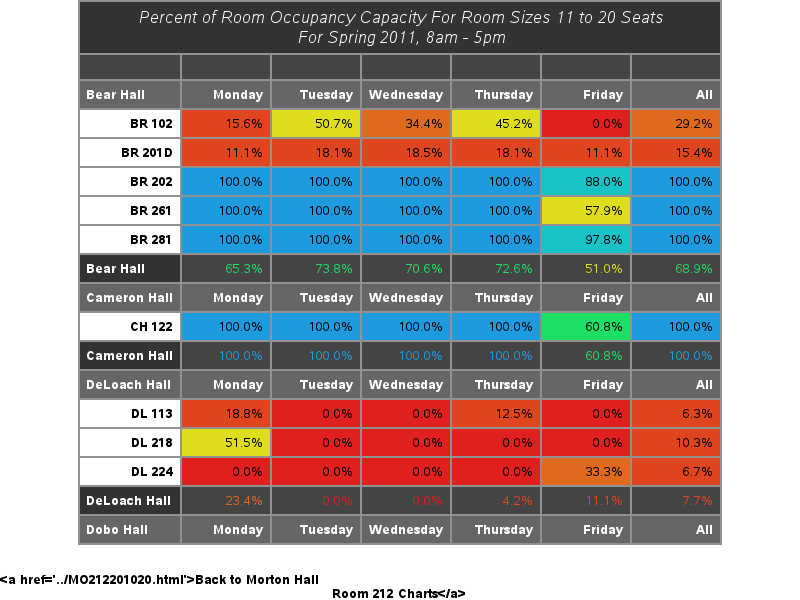 Percent of Room Occupancy Capacity For Room Sizes 11 to 20 Seats
For Spring 2011, 8am - 5pm
Bear Hall Monday Tuesday Wednesday Thursday Friday All
BR 102 15.6% 50.7% 34.4% 45.2% 0.0% 29.2%
BR 201D 11.1% 18.1% 18.5% 18.1% 11.1% 15.4%
BR 202 100.0% 100.0% 100.0% 100.0% 88.0% 100.0%
BR 261 100.0% 100.0% 100.0% 100.0% 57.9% 100.0%
BR 281 100.0% 100.0% 100.0% 100.0% 97.8% 100.0%
Bear Hall 65.3% 73.8% 70.6% 72.6% 51.0% 68.9%
Cameron Hall Monday Tuesday Wednesday Thursday Friday All
CH 122 100.0% 100.0% 100.0% 100.0% 60.8% 100.0%
Cameron Hall 100.0% 100.0% 100.0% 100.0% 60.8% 100.0%
DeLoach Hall Monday Tuesday Wednesday Thursday Friday All
DL 113 18.8% 0.0% 0.0% 12.5% 0.0% 6.3%
DL 218 51.5% 0.0% 0.0% 0.0% 0.0% 10.3%
DL 224 0.0% 0.0% 0.0% 0.0% 33.3% 6.7%
DeLoach Hall 23.4% 0.0% 0.0% 4.2% 11.1% 7.7%
Dobo Hall Monday Tuesday Wednesday Thursday Friday All
<a href='../MO212201020.html'>Back to Morton Hall
Room 212 Charts</a>